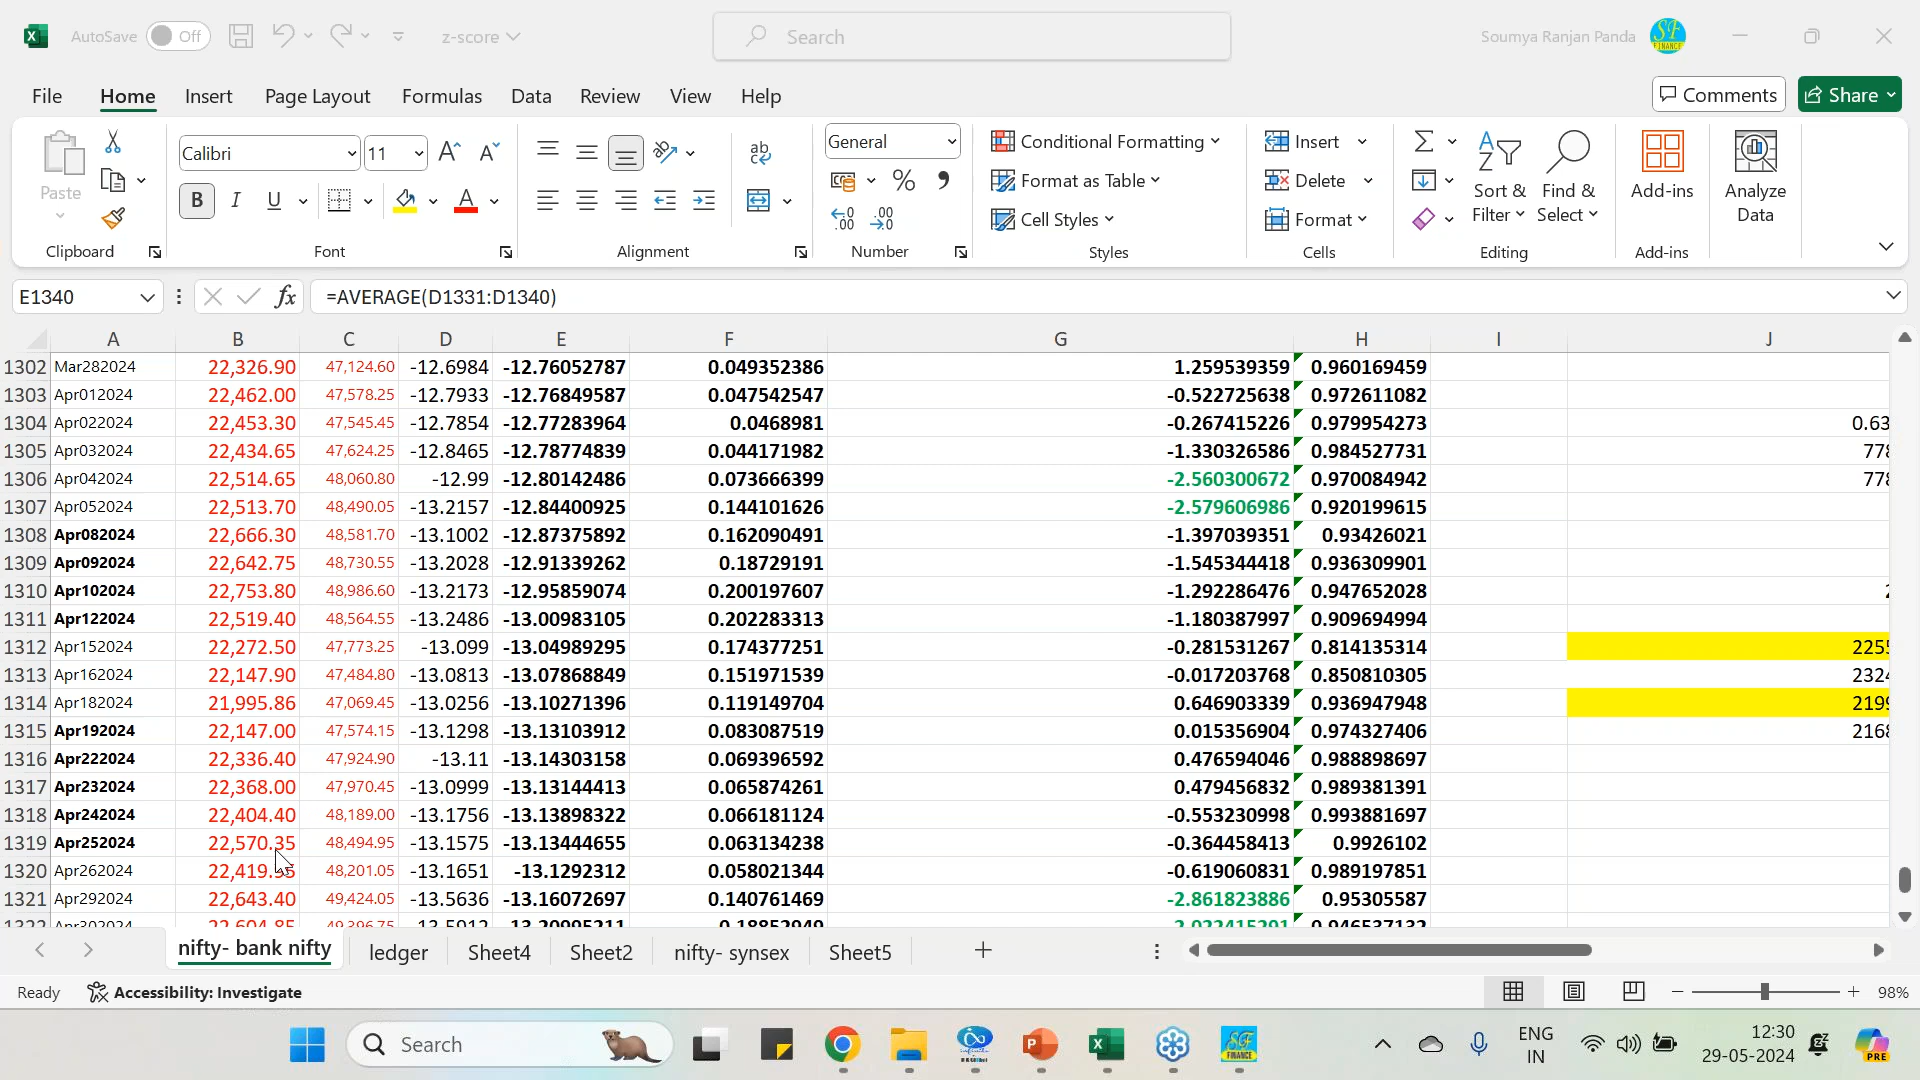 AutoSave Off z-score Search Soumya Ranjan Panda SF FINANCE
File Home Insert Page Layout Formulas Data Review View Help Comments Share
Paste Calibri 11 General Conditional Formatting Insert Sort & Filter Find & Select Add-ins Analyze Data
B I U Format as Table Delete
Cell Styles Format
Clipboard Font Alignment Number Styles Cells Editing Add-ins
E1340 fx =AVERAGE(D1331:D1340)
A B C D E F G H I J
1302 Mar282024 22,326.90 47,124.60 -12.6984 -12.76052787 0.049352386 1.259539359 0.960169459
1303 Apr012024 22,462.00 47,578.25 -12.7933 -12.76849587 0.047542547 -0.522725638 0.972611082
1304 Apr022024 22,453.30 47,545.45 -12.7854 -12.77283964 0.0468981 -0.267415226 0.979954273 0.63
1305 Apr032024 22,434.65 47,624.25 -12.8465 -12.78774839 0.044171982 -1.330326586 0.984527731 778
1306 Apr042024 22,514.65 48,060.80 -12.99 -12.80142486 0.073666399 -2.560300672 0.970084942 778
1307 Apr052024 22,513.70 48,490.05 -13.2157 -12.84400925 0.144101626 -2.579606986 0.920199615
1308 Apr082024 22,666.30 48,581.70 -13.1002 -12.87375892 0.162090491 -1.397039351 0.93426021
1309 Apr092024 22,642.75 48,730.55 -13.2028 -12.91339262 0.18729191 -1.545344418 0.936309901
1310 Apr102024 22,753.80 48,986.60 -13.2173 -12.95859074 0.200197607 -1.292286476 0.947652028
1311 Apr122024 22,519.40 48,564.55 -13.2486 -13.00983105 0.202283313 -1.180387997 0.909694994
1312 Apr152024 22,272.50 47,773.25 -13.099 -13.04989295 0.174377251 -0.281531267 0.814135314 2255
1313 Apr162024 22,147.90 47,484.80 -13.0813 -13.07868849 0.151971539 -0.017203768 0.850810305 2324
1314 Apr182024 21,995.86 47,069.45 -13.0256 -13.10271396 0.119149704 0.646903339 0.936947948 2199
1315 Apr192024 22,147.00 47,574.15 -13.1298 -13.13103912 0.083087519 0.015356904 0.974327406 2168
1316 Apr222024 22,336.40 47,924.90 -13.11 -13.14303158 0.069396592 0.476594046 0.988898697
1317 Apr232024 22,368.00 47,970.45 -13.0999 -13.13144413 0.065874261 0.479456832 0.989381391
1318 Apr242024 22,404.40 48,189.00 -13.1756 -13.13898322 0.066181124 -0.553230998 0.993881697
1319 Apr252024 22,570.35 48,494.95 -13.1575 -13.13444655 0.063134238 -0.364458413 0.9926102
1320 Apr262024 48,201.05 -13.1651 -13.1292312 0.058021344 -0.619060831 0.989197851
1321 Apr292024 22,643.40 49,424.05 -13.5636 -13.16072697 0.140761469 -2.861823886 0.95305587
nifty- bank nifty ledger Sheet4 Sheet2 nifty- synsex Sheet5
Ready Accessibility: Investigate 98%
Search ENG IN 12:30 29-05-2024 PRE